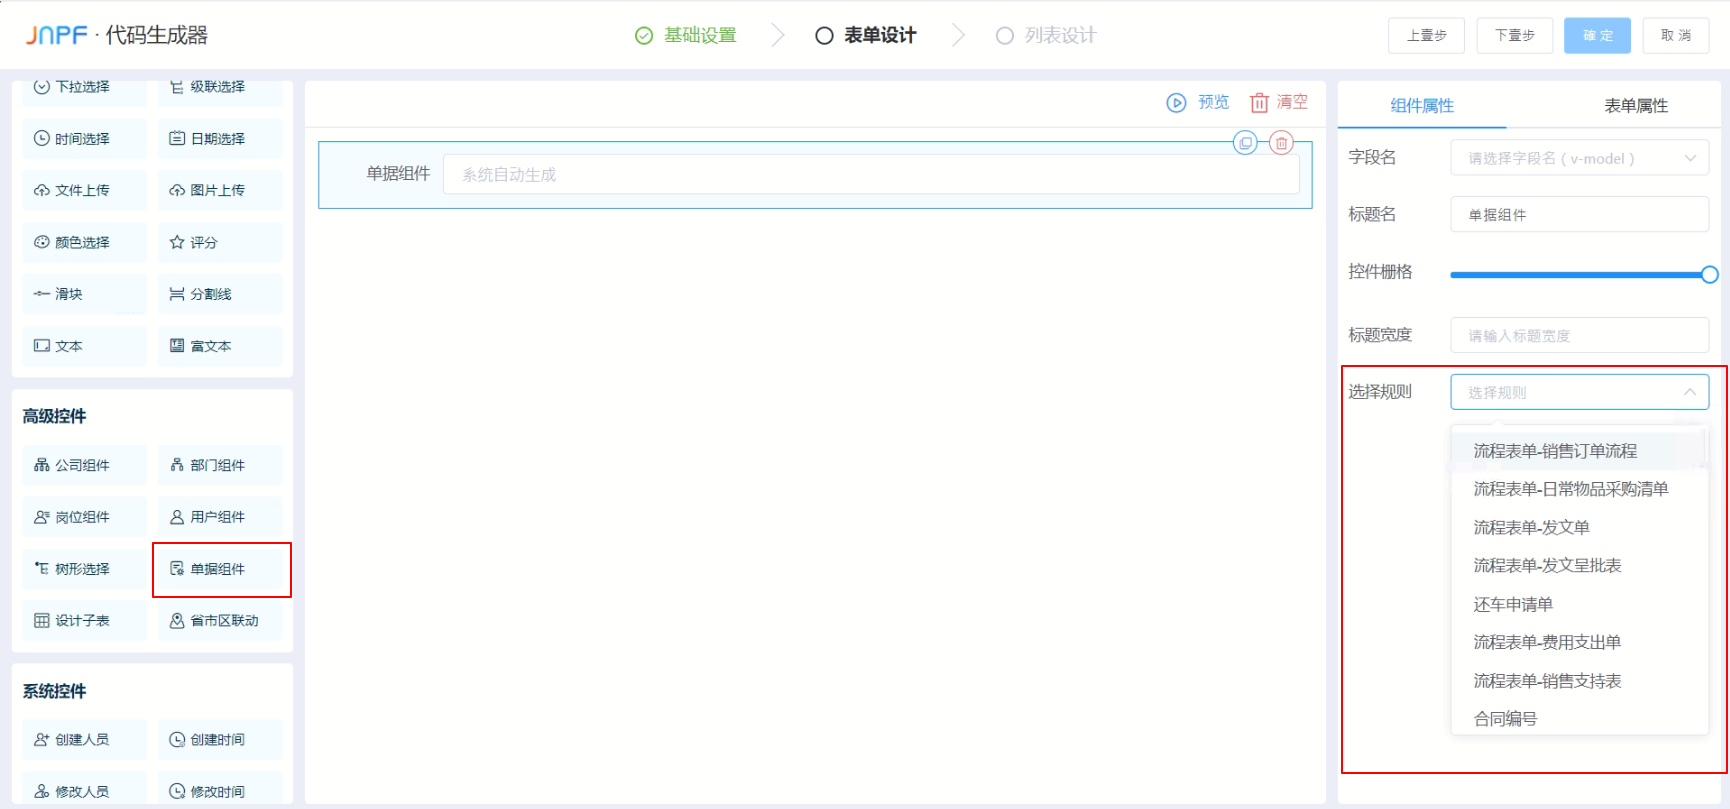 JNPF · 代码生成器
基础设置
表单设计
列表设计
上壹步
下壹步
確定
取消
下拉选择
级联选择
时间选择
日期选择
文件上传
图片上传
颜色选择
评分
滑块
分割线
文本
富文本
高级控件
公司组件
部门组件
岗位组件
用户组件
树形选择
单据组件
设计子表
省市区联动
系统控件
创建人员
创建时间
修改人员
修改时间
预览
清空
单据组件
系统自动生成
组件属性
表单属性
字段名
请选择字段名（v-model）
标题名
单据组件
控件栅格
标题宽度
请输入标题宽度
选择规则
选择规则
流程表单-销售订单流程
流程表单-日常物品采购清单
流程表单-发文单
流程表单-发文呈批表
还车申请单
流程表单-费用支出单
流程表单-销售支持表
合同编号